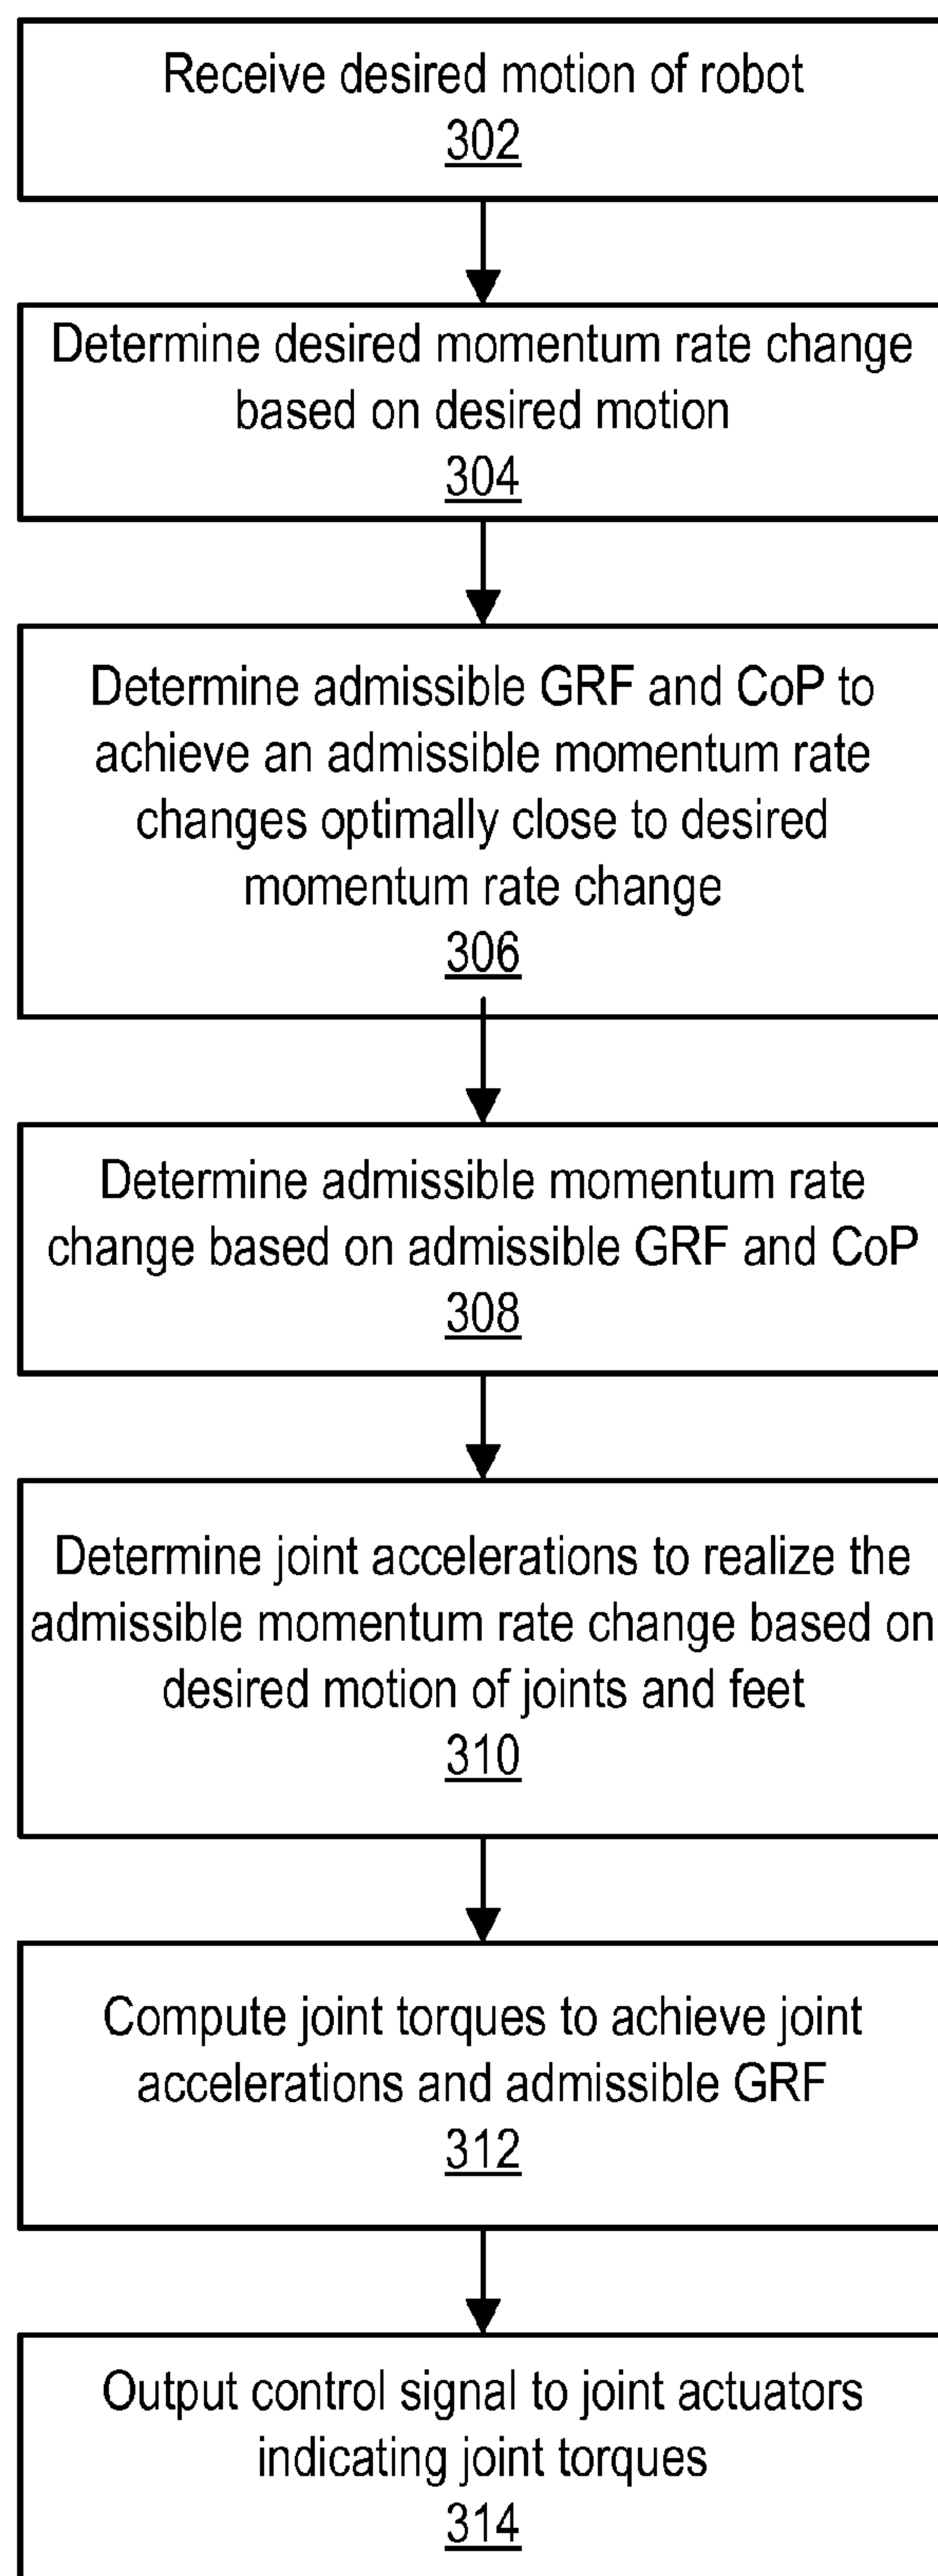 Receive desired motion of robot
302
Determine desired momentum rate change
based on desired motion
304
Determine admissible GRF and CoP to
achieve an admissible momentum rate
changes optimally close to desired
momentum rate change
306
Determine admissible momentum rate
change based on admissible GRF and CoP
308
Determine joint accelerations to realize the
admissible momentum rate change based on
desired motion of joints and feet
310
Compute joint torques to achieve joint
accelerations and admissible GRF
312
Output control signal to joint actuators
indicating joint torques
314